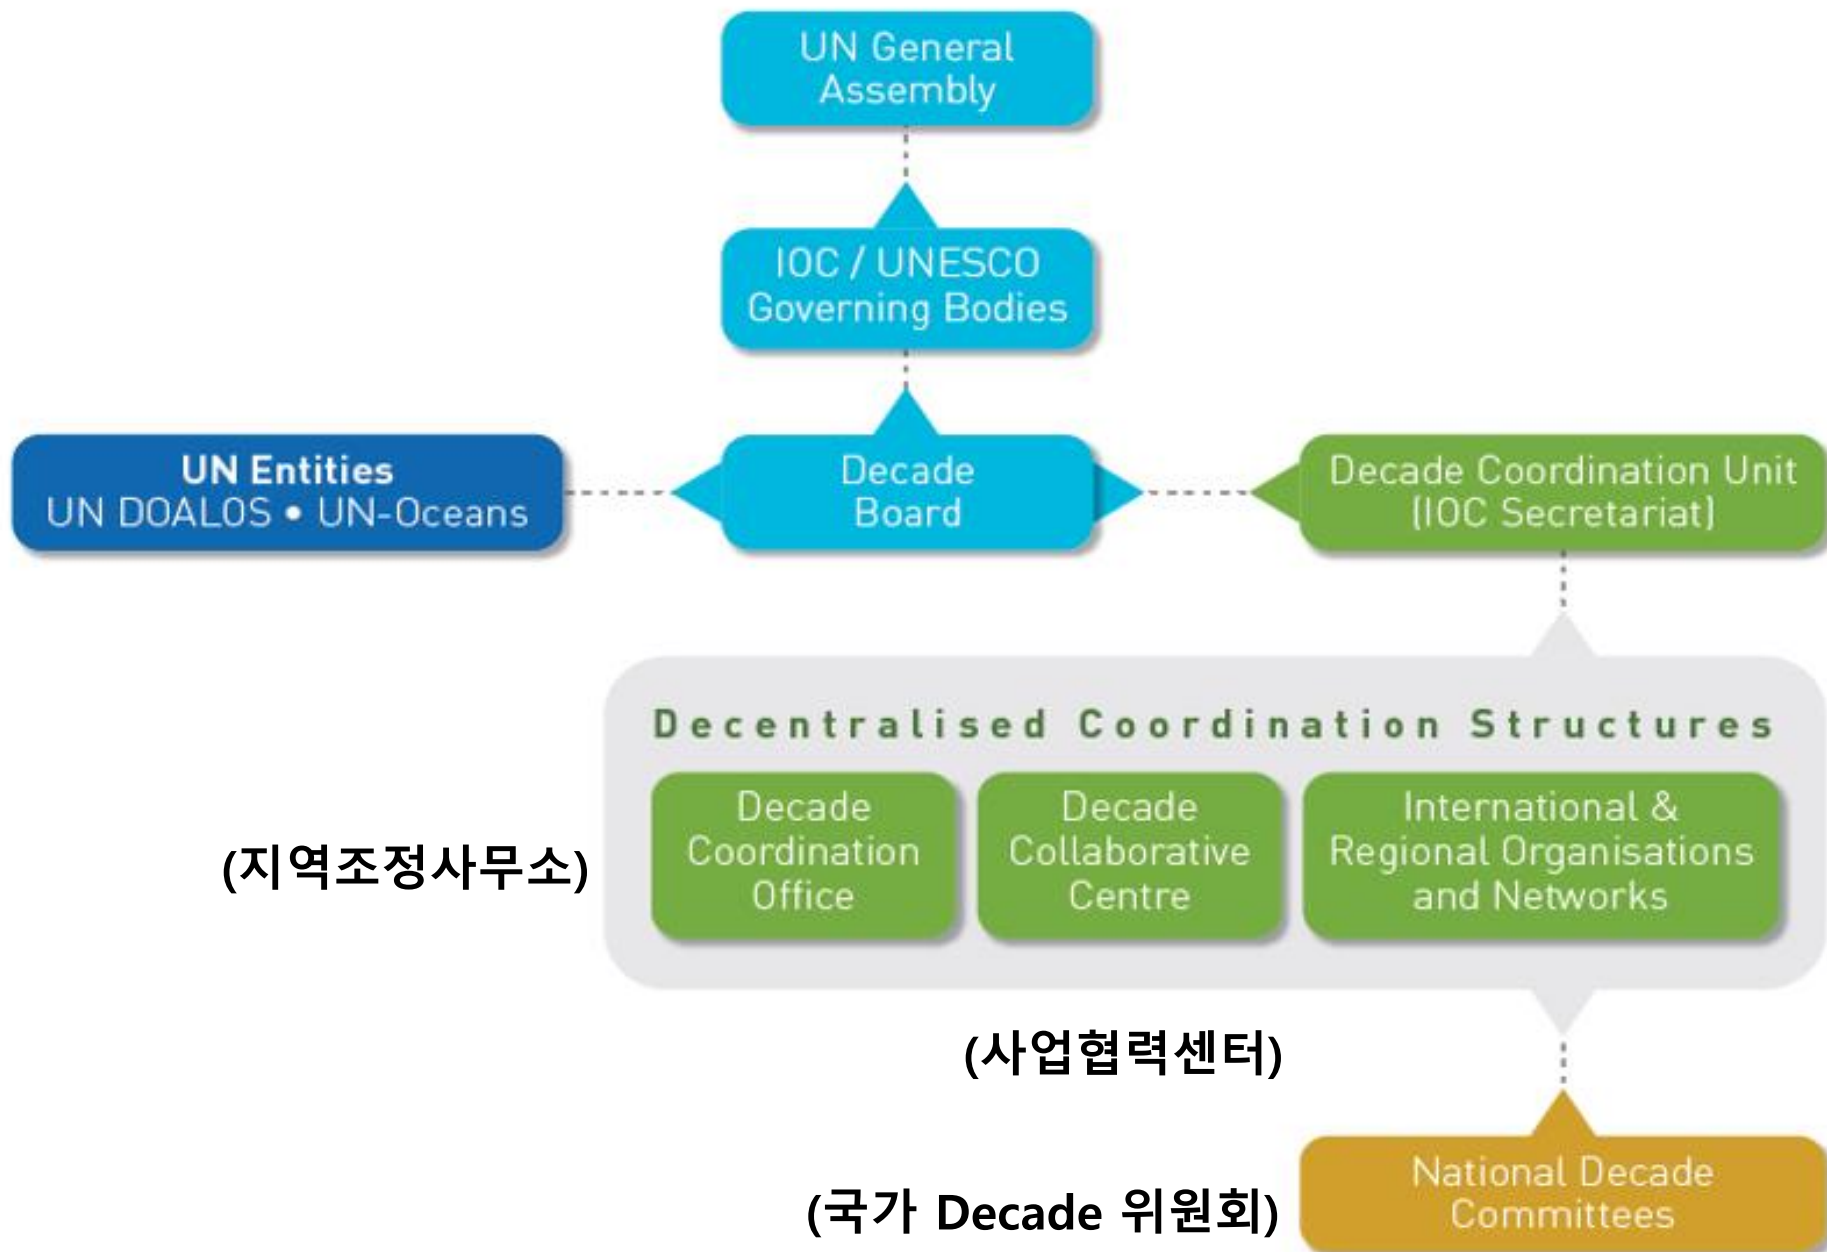 UN General
Assembly
IOC / UNESCO
Governing Bodies
UN Entities
UN DOALOS • UN-Oceans
Decade
Board
Decade Coordination Unit
(IOC Secretariat)
Decentralised Coordination Structures
(지역조정사무소)
Decade
Coordination
Office
Decade
Collaborative
Centre
International &
Regional Organisations
and Networks
(사업협력센터)
(국가 Decade 위원회)
National Decade
Committees